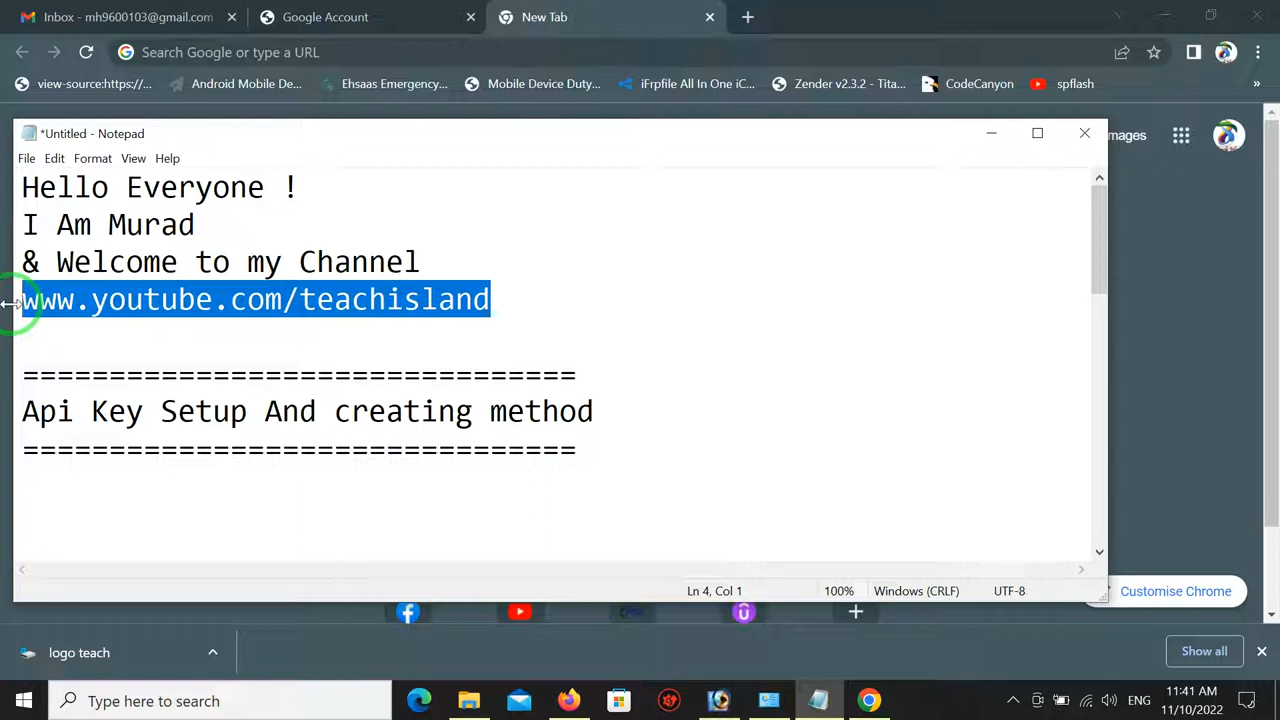 Inbox - mh9600103@gmail.com
Google Account
New Tab
Search Google or type a URL
view-source:https://...
Android Mobile De...
Ehsaas Emergency...
Mobile Device Duty...
iFrpfile All In One iC...
Zender v2.3.2 - Tita...
CodeCanyon
spflash
»
*Untitled - Notepad
mages
File Edit Format View Help
Hello Everyone !
I Am Murad
& Welcome to my Channel
www.youtube.com/teachisland
================================
Api Key Setup And creating method
================================
Ln 4, Col 1
100%
Windows (CRLF)
UTF-8
Customise Chrome
logo teach
Show all
Type here to search
ENG
11:41 AM
11/10/2022